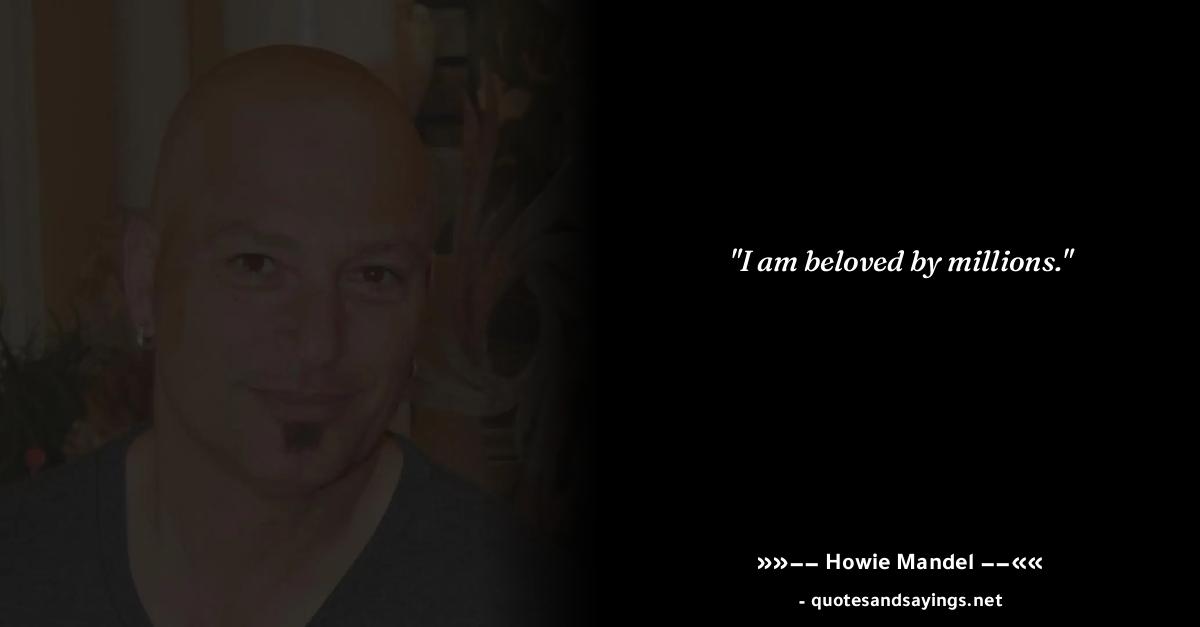 "I am beloved by millions."
»»−− Howie Mandel −−««
- quotesandsayings.net